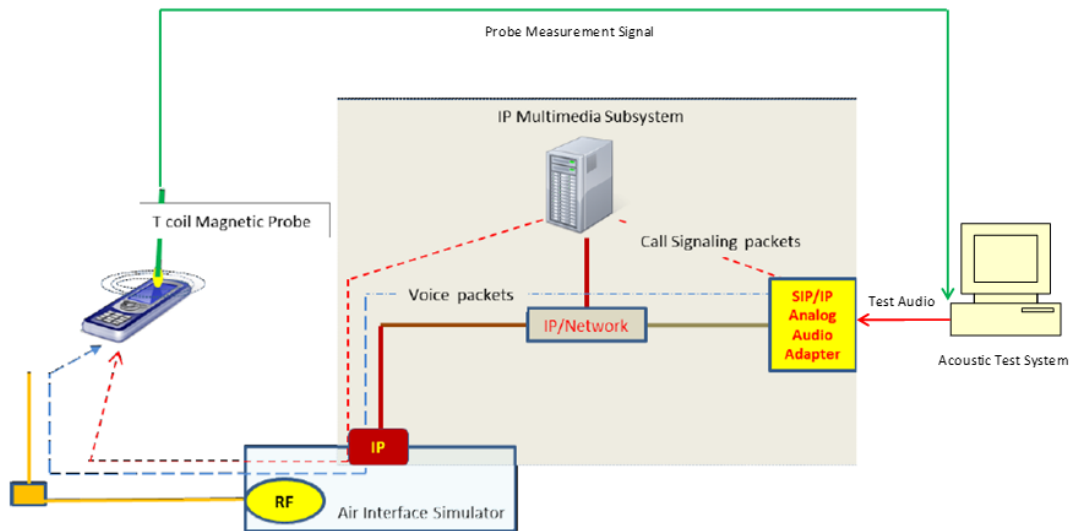 Probe Measurement Signal
IP Multimedia Subsystem
T coil Magnetic Probe
Call Signaling packets
Voice packets
IP/Network
SIP/IP
Analog
Audio
Adapter
Test Audio
Acoustic Test System
IP
RF
Air Interface Simulator